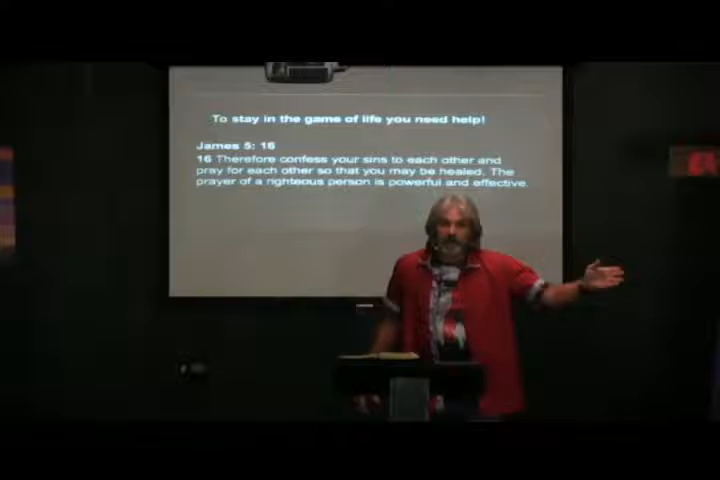 To stay in the game of life you need help!
James 5: 16
16 Therefore confess your sins to each other and
pray for each other so that you may be healed. The
prayer of a righteous person is powerful and effective.